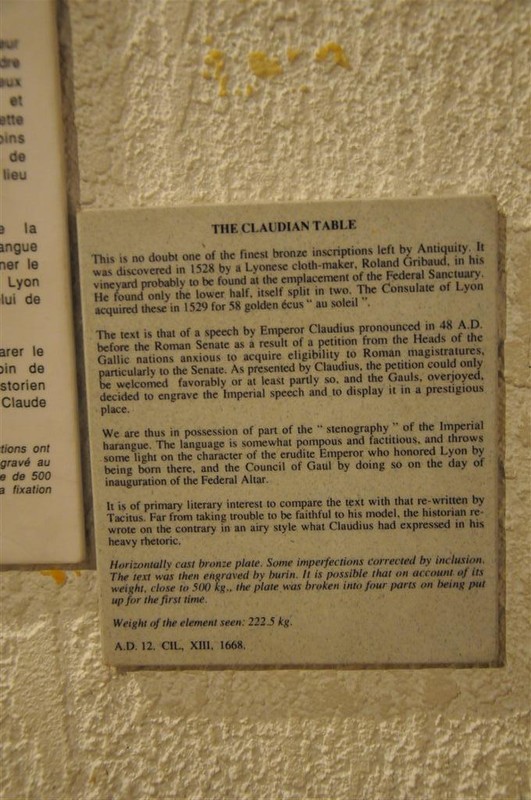 eur
dre
eux
et
ette
oins
de
lieu
e la
angue
ner le
Lyon
lui de
arer le
oin de
storien
Claude
tions ont
gravé au
e de 500
a fixation
THE CLAUDIAN TABLE
This is no doubt one of the finest bronze inscriptions left by Antiquity. It
was discovered in 1528 by a Lyonese cloth-maker, Roland Gribaud, in his
vineyard probably to be found at the emplacement of the Federal Sanctuary.
He found only the lower half, itself split in two. The Consulate of Lyon
acquired these in 1529 for 58 golden écus " au soleil ".
The text is that of a speech by Emperor Claudius pronounced in 48 A.D.
before the Roman Senate as a result of a petition from the Heads of the
Gallic nations anxious to acquire eligibility to Roman magistratures,
particularly to the Senate. As presented by Claudius, the petition could only
be welcomed favorably or at least partly so, and the Gauls, overjoyed,
decided to engrave the Imperial speech and to display it in a prestigious
place.
We are thus in possession of part of the " stenography " of the Imperial
harangue. The language is somewhat pompous and factitious, and throws
some light on the character of the erudite Emperor who honored Lyon by
being born there, and the Council of Gaul by doing so on the day of
inauguration of the Federal Altar.
It is of primary literary interest to compare the text with that re-written by
Tacitus. Far from taking trouble to be faithful to his model, the historian re-
wrote on the contrary in an airy style what Claudius had expressed in his
heavy rhetoric.
Horizontally cast bronze plate. Some imperfections corrected by inclusion.
The text was then engraved by burin. It is possible that on account of its
weight, close to 500 kg., the plate was broken into four parts on being put
up for the first time.
Weight of the element seen: 222.5 kg.
A.D. 12. CIL, XIII, 1668.